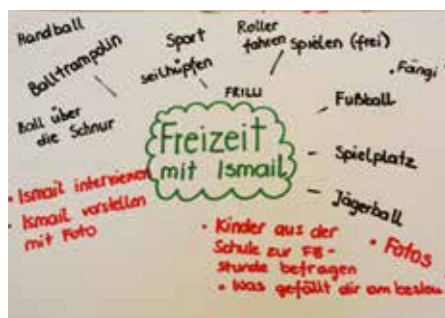 Handball
Balltrampolin
Ball über
die Schnur
Sport
seilhüpfen
Roller
fahren
spielen (frei)
• Fängi
FRILU
Fußball
Spielplatz
Jägerball
Freizeit
mit Ismail
• Ismail interviewen
• Ismail vorstellen
mit Foto
• Kinder aus der
Schule zur FB-
stunde befragen
• Was gefällt dir am besten
• Fotos